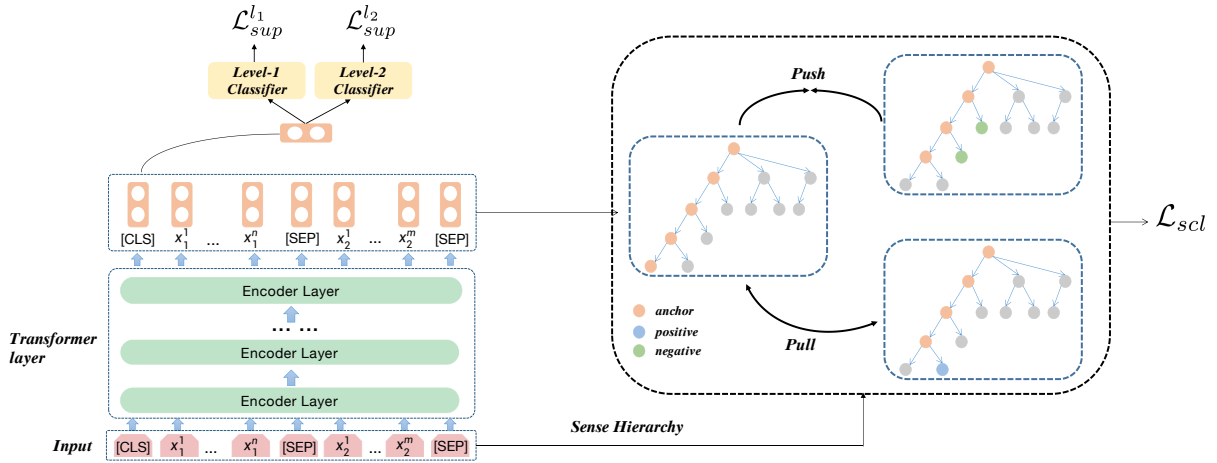 $\mathcal{L}_{sup}^{l_1}$ $\mathcal{L}_{sup}^{l_2}$
Level-1
Classifier
Level-2
Classifier
[CLS] $x_1^1$ ... $x_1^n$ [SEP] $x_2^1$ ... $x_2^m$ [SEP]
Encoder Layer
... ...
Encoder Layer
Encoder Layer
Transformer
layer
Input
[CLS] $x_1^1$ ... $x_1^n$ [SEP] $x_2^1$ ... $x_2^m$ [SEP]
Sense Hierarchy
Push
anchor
positive
negative
Pull
$\mathcal{L}_{scl}$